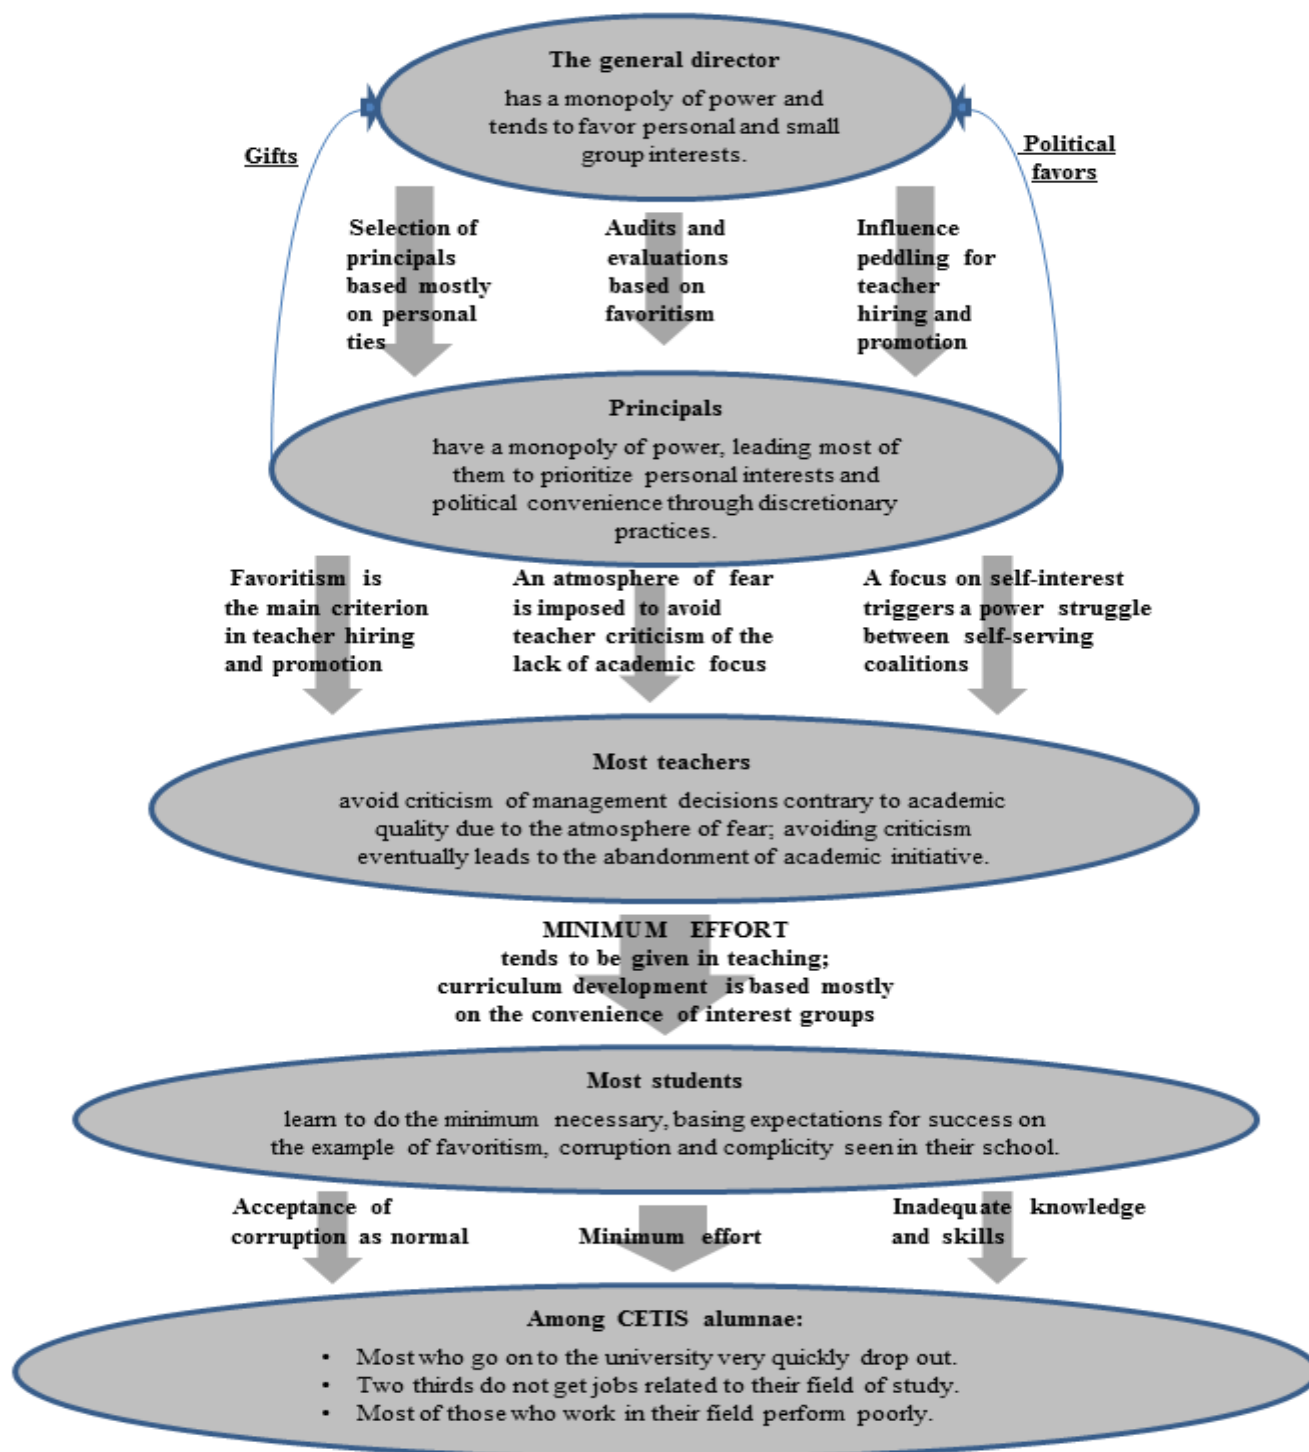 The general director
has a monopoly of power and
tends to favor personal and small
group interests.
Gifts
Political
favors
Selection of
principals
based mostly
on personal
ties
Audits and
evaluations
based on
favoritism
Influence
peddling for
teacher
hiring and
promotion
Principals
have a monopoly of power, leading most of
them to prioritize personal interests and
political convenience through discretionary
practices.
Favoritism is
the main criterion
in teacher hiring
and promotion
An atmosphere of fear
is imposed to avoid
teacher criticism of the
lack of academic focus
A focus on self-interest
triggers a power struggle
between self-serving
coalitions
Most teachers
avoid criticism of management decisions contrary to academic
quality due to the atmosphere of fear; avoiding criticism
eventually leads to the abandonment of academic initiative.
MINIMUM EFFORT
tends to be given in teaching;
curriculum development is based mostly
on the convenience of interest groups
Most students
learn to do the minimum necessary, basing expectations for success on
the example of favoritism, corruption and complicity seen in their school.
Acceptance of
corruption as normal
Minimum effort
Inadequate knowledge
and skills
Among CETIS alumnae:
• Most who go on to the university very quickly drop out.
• Two thirds do not get jobs related to their field of study.
• Most of those who work in their field perform poorly.